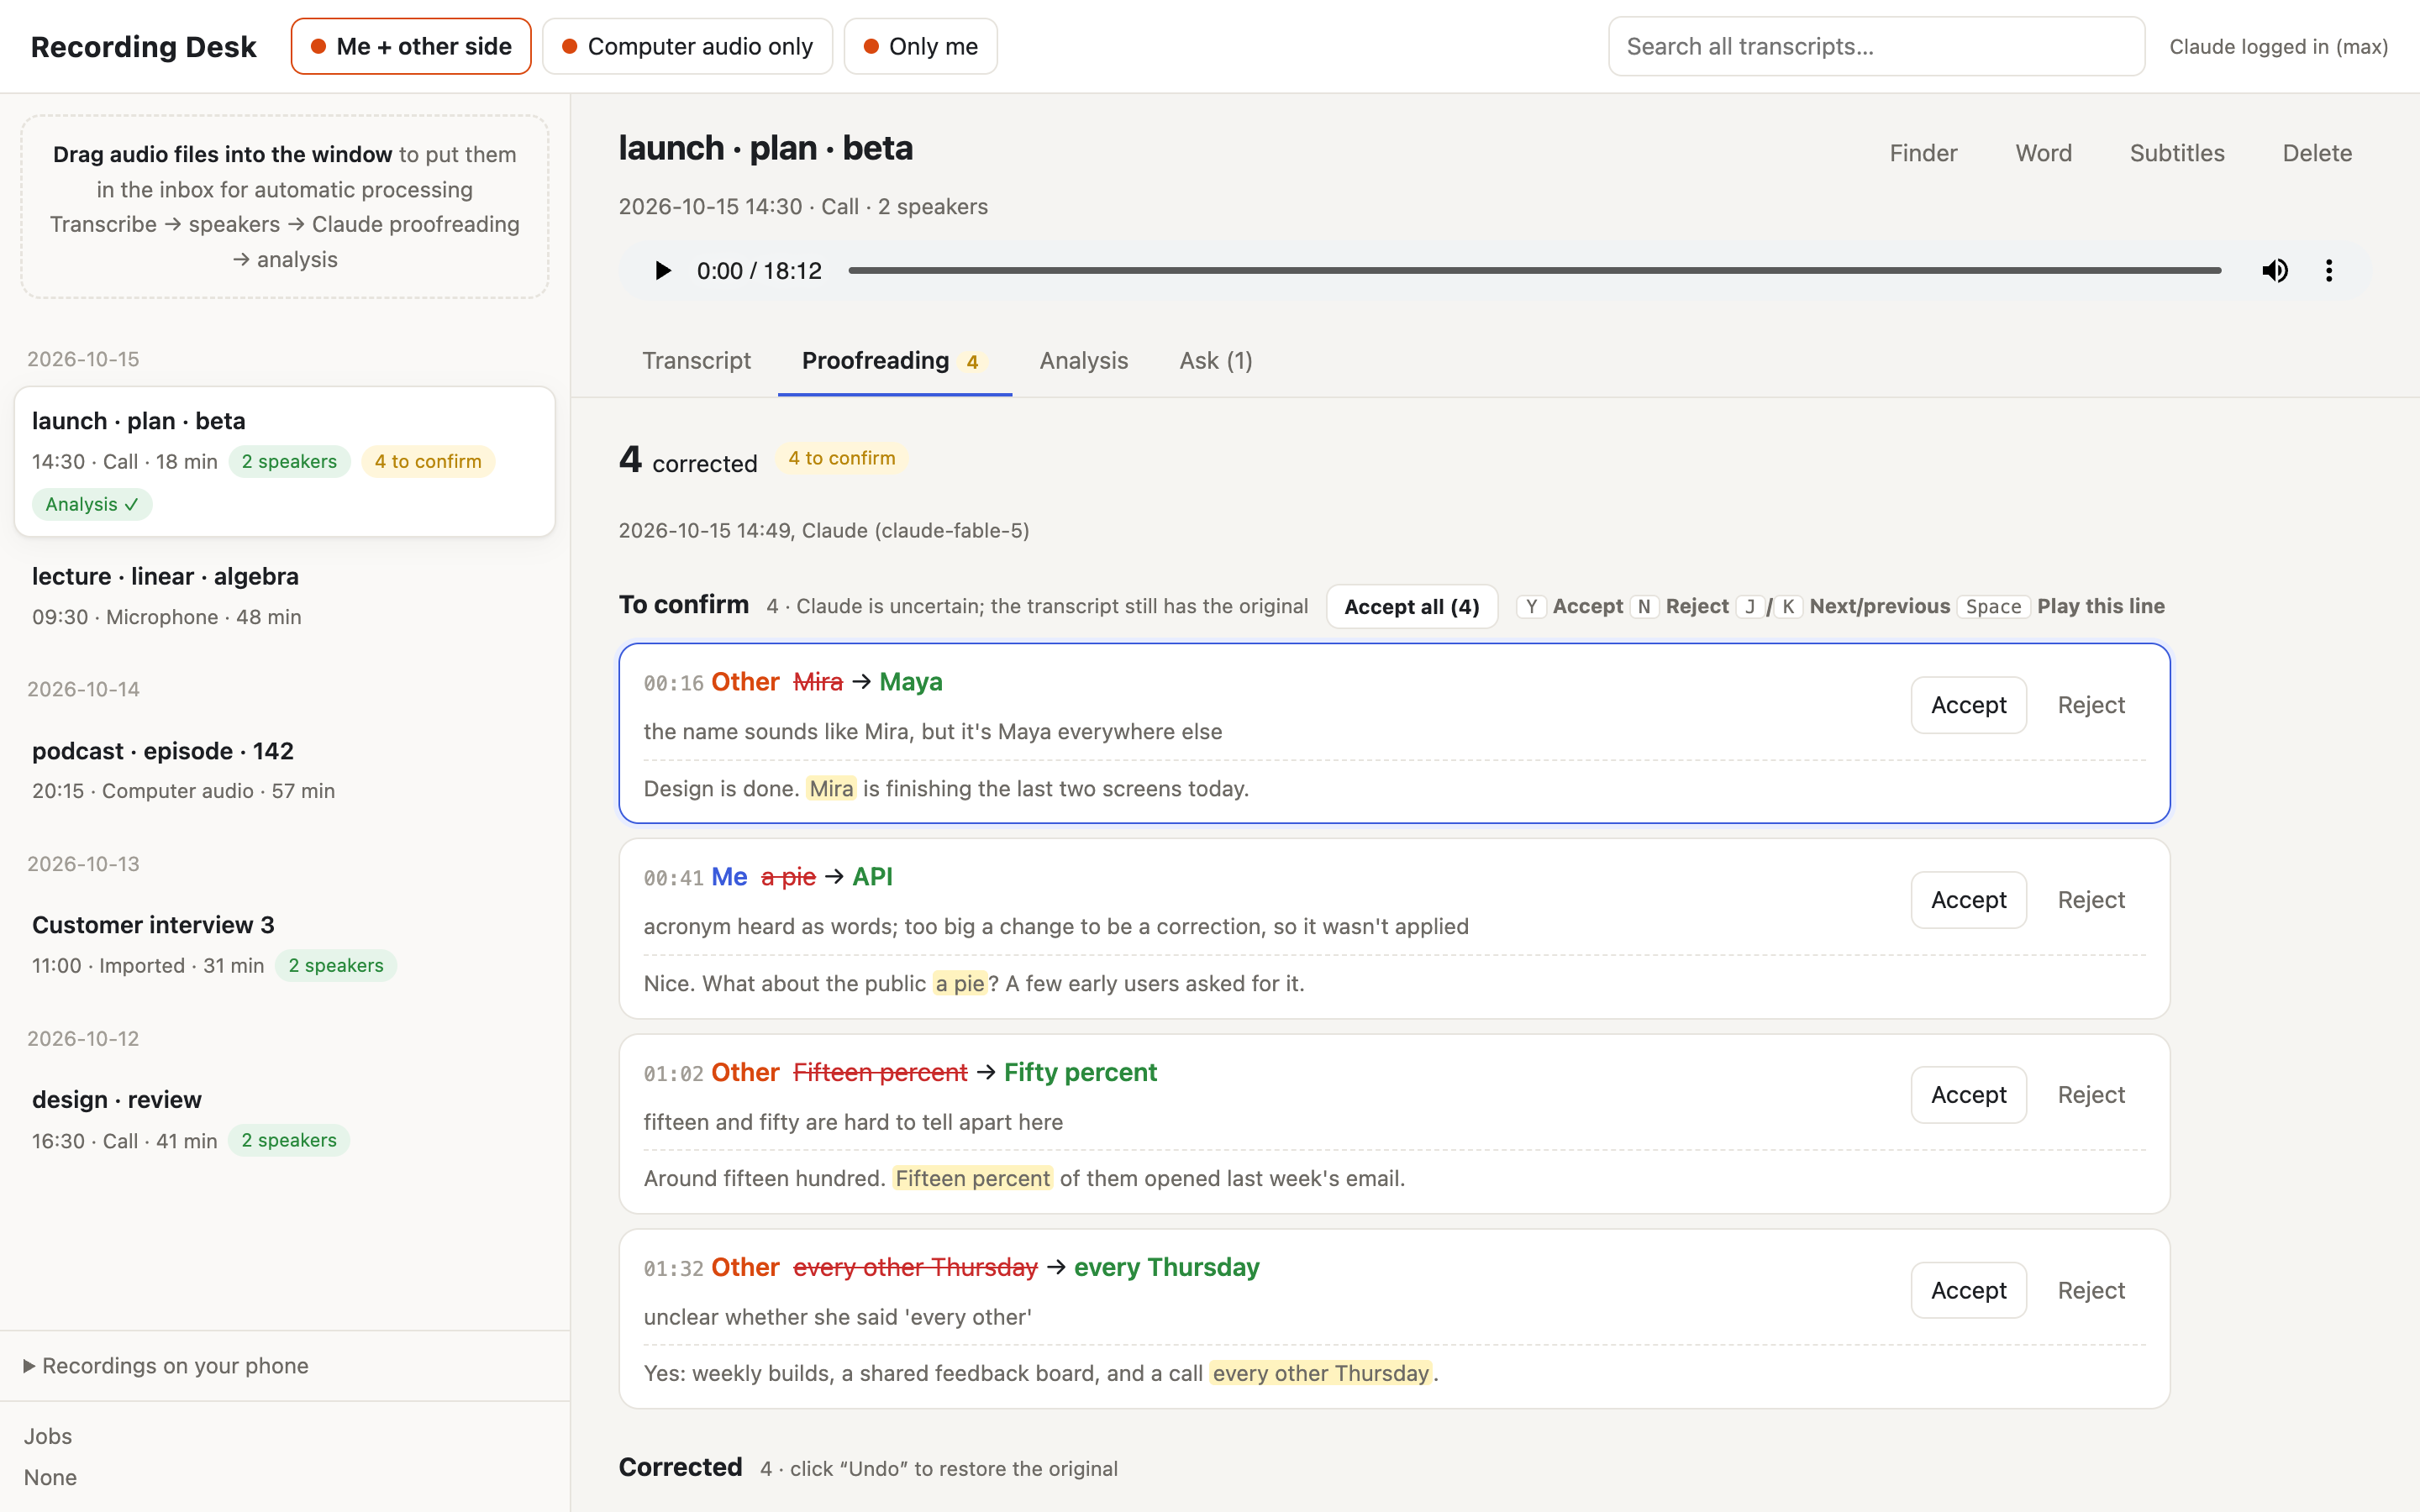 Recording Desk
Me + other side
Computer audio only
Only me
Search all transcripts...
Claude logged in (max)
Drag audio files into the window to put them
in the inbox for automatic processing
Transcribe → speakers → Claude proofreading
→ analysis
2026-10-15
launch · plan · beta
14:30 · Call · 18 min 2 speakers 4 to confirm
Analysis ✓
lecture · linear · algebra
09:30 · Microphone · 48 min
2026-10-14
podcast · episode · 142
20:15 · Computer audio · 57 min
2026-10-13
Customer interview 3
11:00 · Imported · 31 min 2 speakers
2026-10-12
design · review
16:30 · Call · 41 min 2 speakers
Recordings on your phone
Jobs
None
launch · plan · beta
Finder Word Subtitles Delete
2026-10-15 14:30 · Call · 2 speakers
0:00 / 18:12
Transcript Proofreading 4 Analysis Ask (1)
4 corrected 4 to confirm
2026-10-15 14:49, Claude (claude-fable-5)
To confirm 4 · Claude is uncertain; the transcript still has the original Accept all (4) Y Accept N Reject J/K Next/previous Space Play this line
00:16 Other Mira → Maya
Accept Reject
the name sounds like Mira, but it's Maya everywhere else
Design is done. Mira is finishing the last two screens today.
00:41 Me a pie → API
Accept Reject
acronym heard as words; too big a change to be a correction, so it wasn't applied
Nice. What about the public a pie? A few early users asked for it.
01:02 Other Fifteen percent → Fifty percent
Accept Reject
fifteen and fifty are hard to tell apart here
Around fifteen hundred. Fifteen percent of them opened last week's email.
01:32 Other every other Thursday → every Thursday
Accept Reject
unclear whether she said 'every other'
Yes: weekly builds, a shared feedback board, and a call every other Thursday.
Corrected 4 · click “Undo” to restore the original